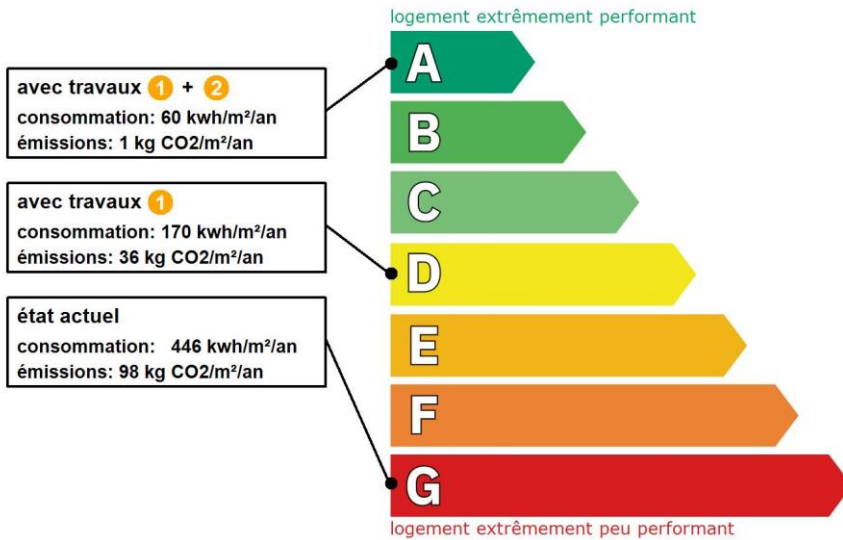 logement extrêmement performant
A
avec travaux 1 + 2
consommation: 60 kwh/m²/an
émissions: 1 kg CO2/m²/an
B
C
avec travaux 1
consommation: 170 kwh/m²/an
émissions: 36 kg CO2/m²/an
D
état actuel
consommation: 446 kwh/m²/an
émissions: 98 kg CO2/m²/an
E
F
G
logement extrêmement peu performant